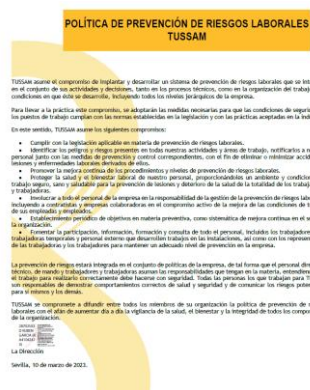 POLÍTICA DE PREVENCIÓN DE RIESGOS LABORALES
TUSSAM
TUSSAM asume el compromiso de implantar y desarrollar un sistema de prevención de riesgos laborales que se int
en el conjunto de sus actividades y decisiones, tanto en los procesos técnicos, como en la organización del trabajo
condiciones en que éste se desarrolle, incluyendo todos los niveles jerárquicos de la empresa.
Para llevar a la práctica este compromiso, se adoptarán las medidas necesarias para que las condiciones de seguri
los puestos de trabajo cumplan con las normas establecidas en la legislación y con las prácticas aceptadas en la ind
En este sentido, TUSSAM asume los siguientes compromisos:
• Cumplir con la legislación aplicable en materia de prevención de riesgos laborales.
• Identificar los peligros y riesgos presentes en todas nuestras actividades y áreas de trabajo, notificarlos a n
personal junto con las medidas de prevención y control correspondientes, con el fin de eliminar o minimizar accid
lesiones y enfermedades laborales derivados de ellos.
• Promover la mejora continua de los procedimientos y niveles de prevención de riesgos laborales.
• Proteger la salud y el bienestar laboral de nuestro personal, proporcionándoles un ambiente y condicion
trabajo seguro, sano y saludable para la prevención de lesiones y deterioro de la salud de la totalidad de los trabaj
y trabajadoras.
• Involucrar a todo el personal de la empresa en la responsabilidad de la gestión de la prevención de riesgos lab
incluyendo a contratistas y empresas colaboradoras en el compromiso activo de la mejora de las condiciones de t
de sus empleadas y empleados.
• Establecimiento periódico de objetivos en materia preventiva, como sistemática de mejora continua en el s
la organización.
• Fomentar la participación, información, formación y consulta de todo el personal, incluidos los trabajadore
trabajadoras temporales y personal externo que desarrollen trabajos en las instalaciones, así como con los represen
de las trabajadoras y los trabajadores para mantener un adecuado nivel de prevención en la empresa.
La prevención de riesgos estará integrada en el conjunto de políticas de la empresa, de tal forma que el personal dire
técnico, de mando y trabajadores y trabajadoras asuman las responsabilidades que tengan en la materia, entendiend
el trabajo para realizarlo correctamente debe hacerse con seguridad. Todas las personas los que trabajan para T
son responsables de demostrar comportamientos correctos de salud y seguridad y de comunicar los riesgos poten
para sí mismos y los demás.
TUSSAM se compromete a difundir entre todos los miembros de su organización la política de prevención de r
laborales con el afán de aumentar día a día la vigilancia de la salud, el bienestar y la integridad de todos los compon
de la organización.
La Dirección
Sevilla, 10 de marzo de 2023.